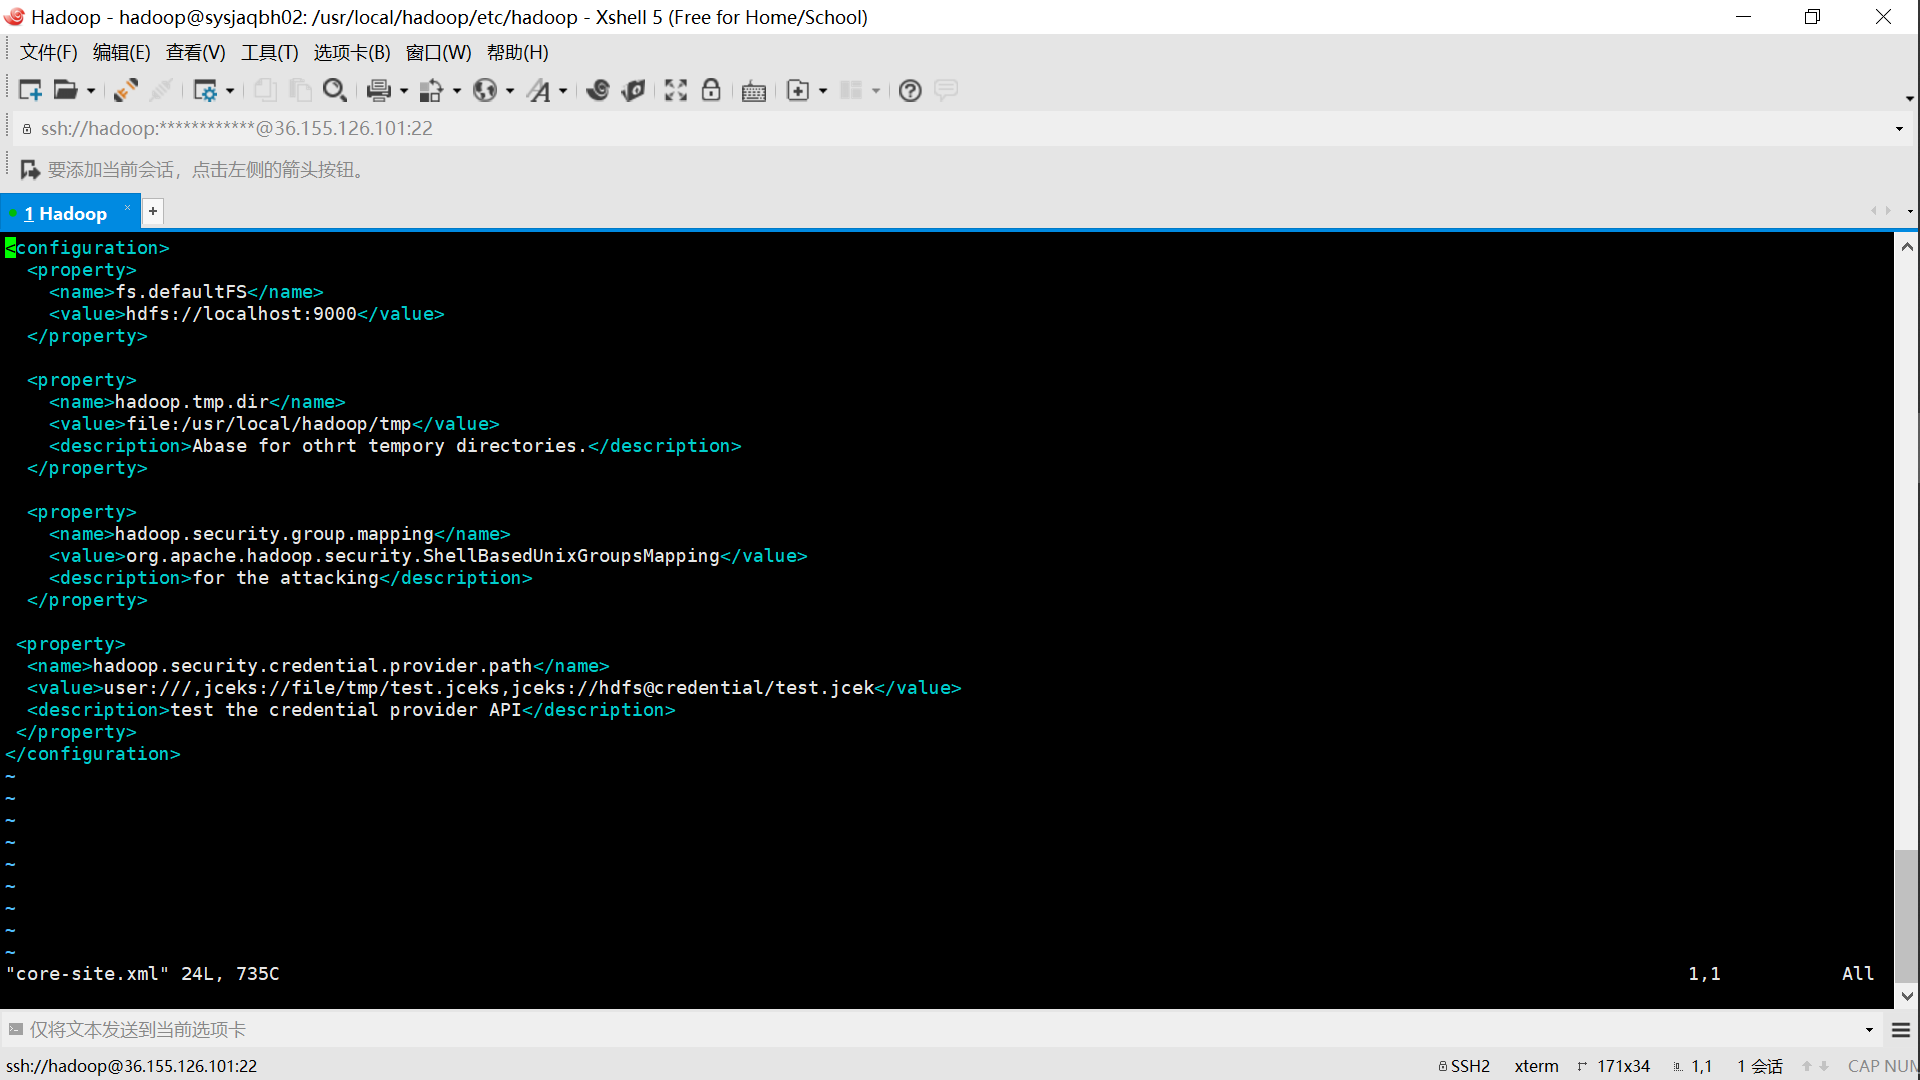 Hadoop - hadoop@sysjaqbh02: /usr/local/hadoop/etc/hadoop - Xshell 5 (Free for Home/School)
文件(F) 编辑(E) 查看(V) 工具(T) 选项卡(B) 窗口(W) 帮助(H)
ssh://hadoop:************@36.155.126.101:22
要添加当前会话，点击左侧的箭头按钮。
1 Hadoop
<configuration>
  <property>
    <name>fs.defaultFS</name>
    <value>hdfs://localhost:9000</value>
  </property>
  <property>
    <name>hadoop.tmp.dir</name>
    <value>file:/usr/local/hadoop/tmp</value>
    <description>Abase for othrt tempory directories.</description>
  </property>
  <property>
    <name>hadoop.security.group.mapping</name>
    <value>org.apache.hadoop.security.ShellBasedUnixGroupsMapping</value>
    <description>for the attacking</description>
  </property>
 <property>
  <name>hadoop.security.credential.provider.path</name>
  <value>user:///,jceks://file/tmp/test.jceks,jceks://hdfs@credential/test.jcek</value>
  <description>test the credential provider API</description>
 </property>
</configuration>
~
~
~
~
~
~
~
~
~
"core-site.xml" 24L, 735C 1,1 All
仅将文本发送到当前选项卡
ssh://hadoop@36.155.126.101:22 SSH2 xterm 171x34 1,1 1 会话 CAP NUM